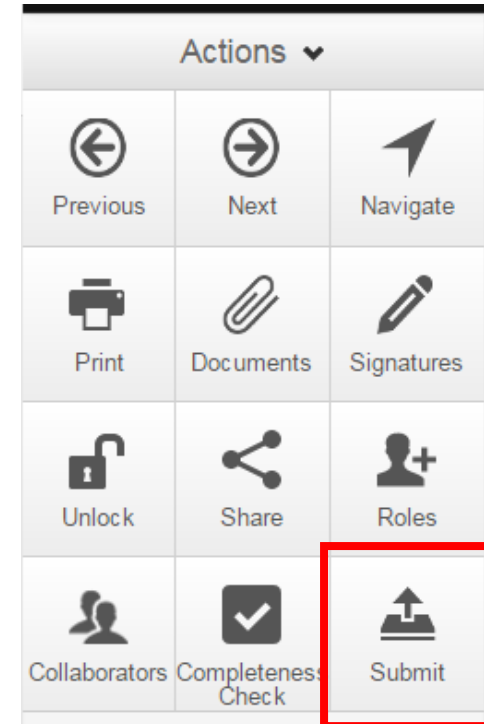 Actions
Previous Next Navigate
Print Documents Signatures
Unlock Share Roles
Collaborators Completeness Check Submit